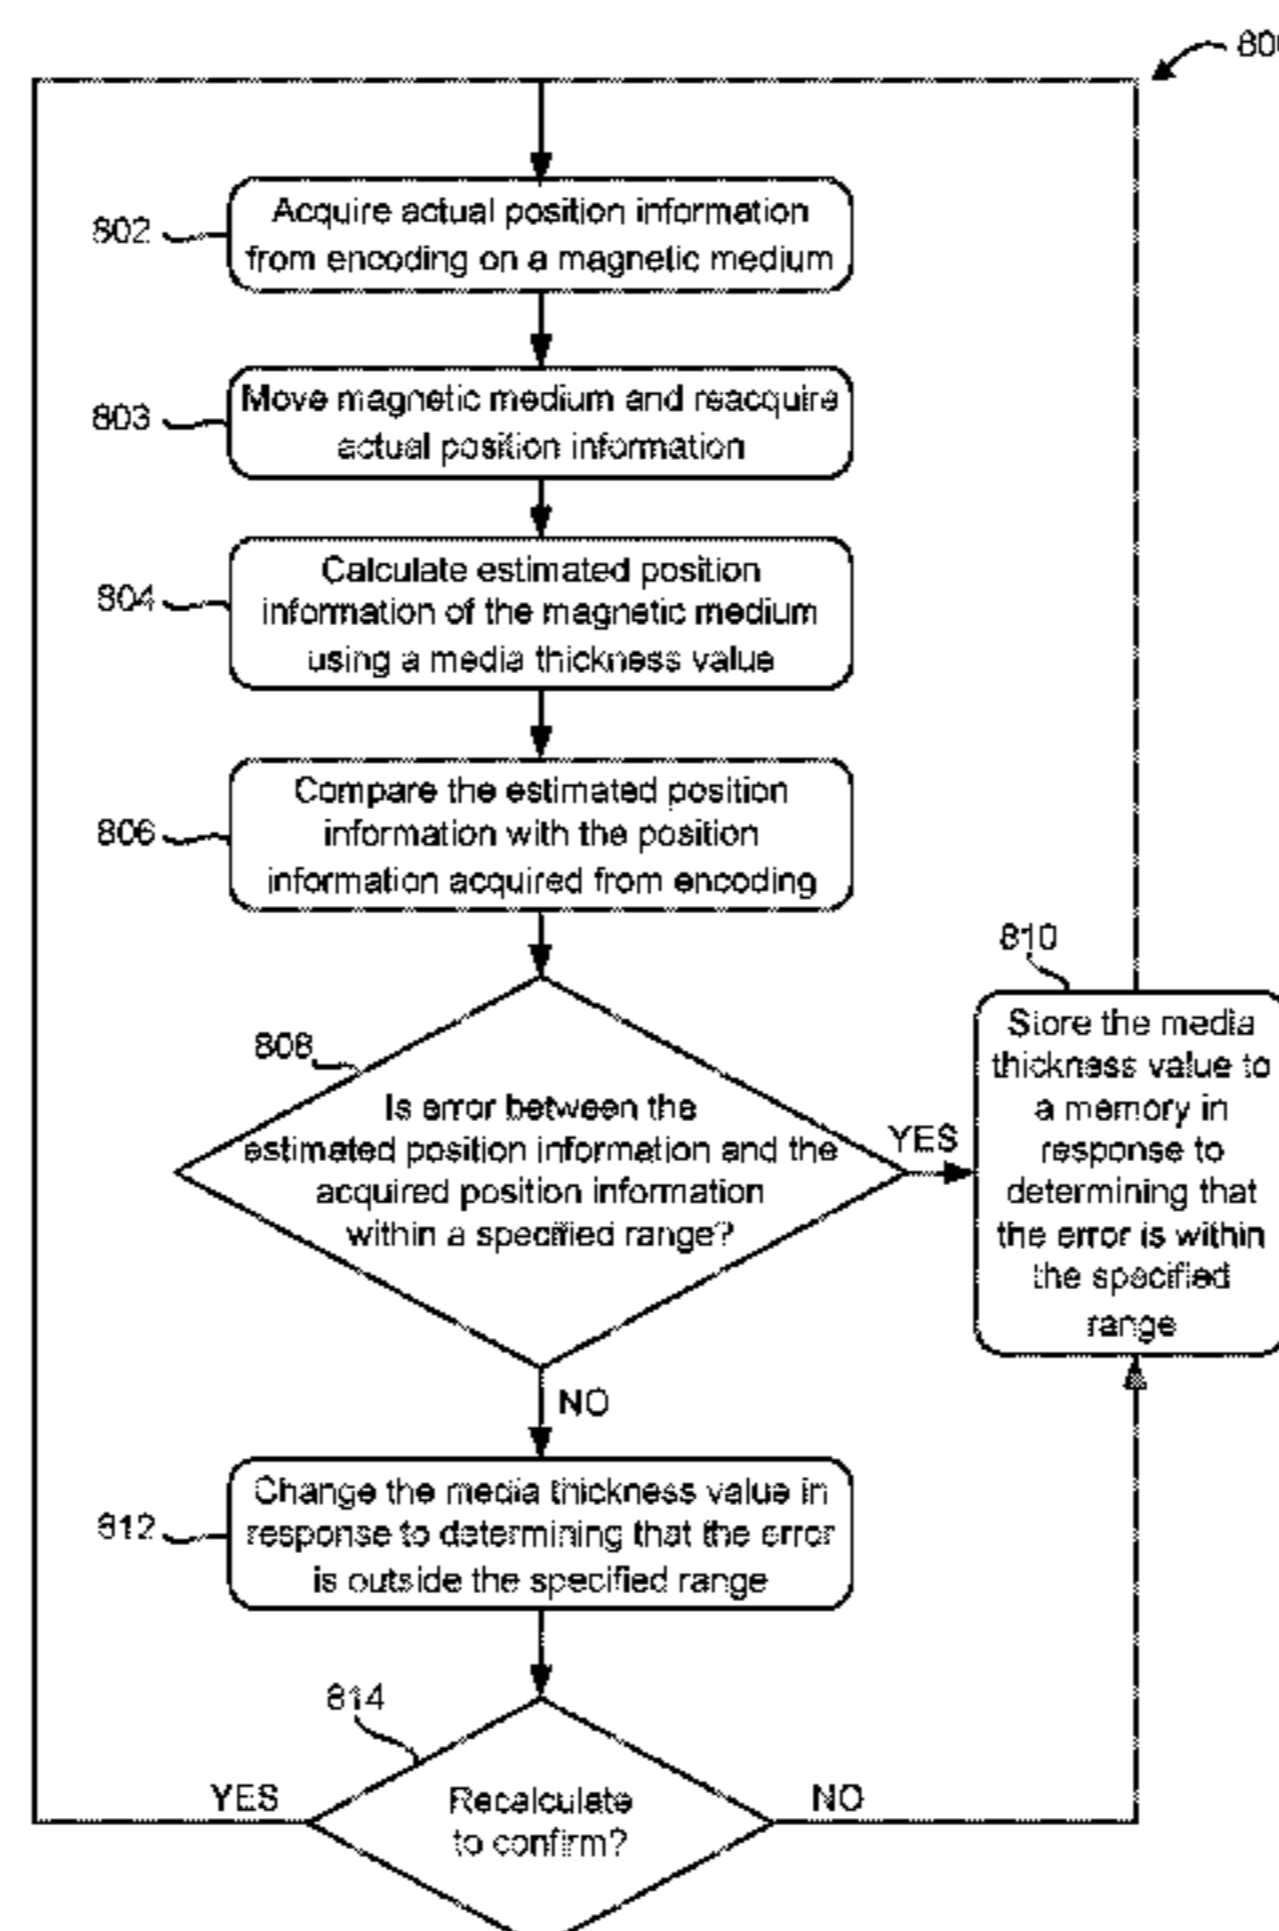 80
802
Acquire actual position information
from encoding on a magnetic medium
803
Move magnetic medium and reacquire
actual position information
804
Calculate estimated position
information of the magnetic medium
using a media thickness value
806
Compare the estimated position
information with the position
information acquired from encoding
808
Is error between the
estimated position information and the
acquired position information
within a specified range?
YES
810
Store the media
thickness value to
a memory in
response to
determining that
the error is within
the specified
range
NO
812
Change the media thickness value in
response to determining that the error
is outside the specified range
814
YES
Recalculate
to confirm?
NO